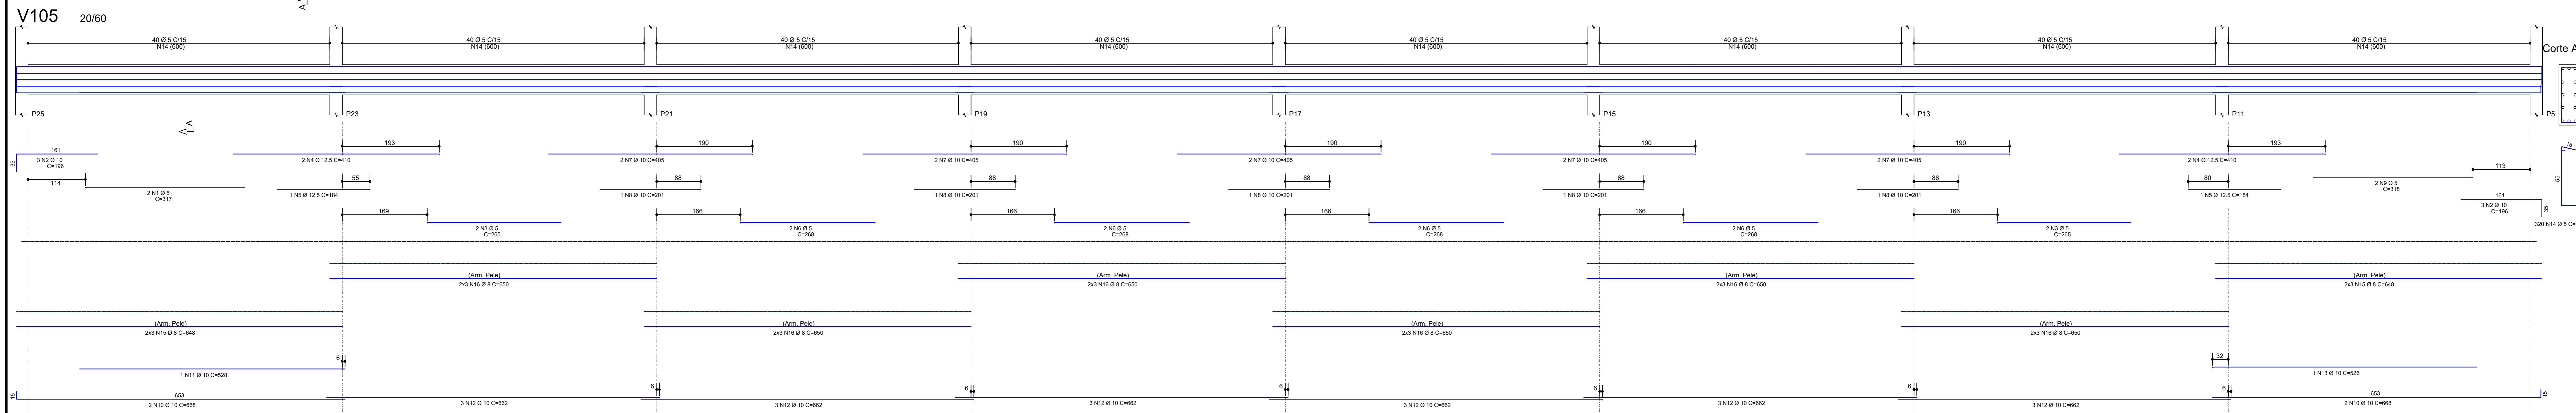 V105 20/60
A
40 Ø 5 C/15
N14 (600)
40 Ø 5 C/15
N14 (600)
40 Ø 5 C/15
N14 (600)
40 Ø 5 C/15
N14 (600)
40 Ø 5 C/15
N14 (600)
40 Ø 5 C/15
N14 (600)
40 Ø 5 C/15
N14 (600)
40 Ø 5 C/15
N14 (600)
Corte A
P25 P23 P21 P19 P17 P15 P13 P11 P5
A
161
35
3 N2 Ø 10
C=196
193
2 N4 Ø 12.5 C=410
190
2 N7 Ø 10 C=405
190
2 N7 Ø 10 C=405
190
2 N7 Ø 10 C=405
190
2 N7 Ø 10 C=405
190
2 N7 Ø 10 C=405
193
2 N4 Ø 12.5 C=410
114
2 N1 Ø 5
C=317
55
1 N5 Ø 12.5 C=184
88
1 N8 Ø 10 C=201
88
1 N8 Ø 10 C=201
88
1 N8 Ø 10 C=201
88
1 N8 Ø 10 C=201
88
1 N8 Ø 10 C=201
80
1 N5 Ø 12.5 C=184
113
2 N9 Ø 5
C=318
161
35
3 N2 Ø 10
C=196
15
55
320 N14 Ø 5 C=
169
2 N3 Ø 5
C=265
166
2 N6 Ø 5
C=268
166
2 N6 Ø 5
C=268
166
2 N6 Ø 5
C=268
166
2 N6 Ø 5
C=268
166
2 N3 Ø 5
C=265
(Arm. Pele)
2x3 N16 Ø 8 C=650
(Arm. Pele)
2x3 N16 Ø 8 C=650
(Arm. Pele)
2x3 N16 Ø 8 C=650
(Arm. Pele)
2x3 N15 Ø 8 C=648
(Arm. Pele)
2x3 N15 Ø 8 C=648
(Arm. Pele)
2x3 N16 Ø 8 C=650
(Arm. Pele)
2x3 N16 Ø 8 C=650
(Arm. Pele)
2x3 N16 Ø 8 C=650
6
1 N11 Ø 10 C=528
32
1 N13 Ø 10 C=526
15
653
2 N10 Ø 10 C=668
3 N12 Ø 10 C=662
6
3 N12 Ø 10 C=662
6
3 N12 Ø 10 C=662
6
3 N12 Ø 10 C=662
6
3 N12 Ø 10 C=662
6
3 N12 Ø 10 C=662
6
653
2 N10 Ø 10 C=668
15